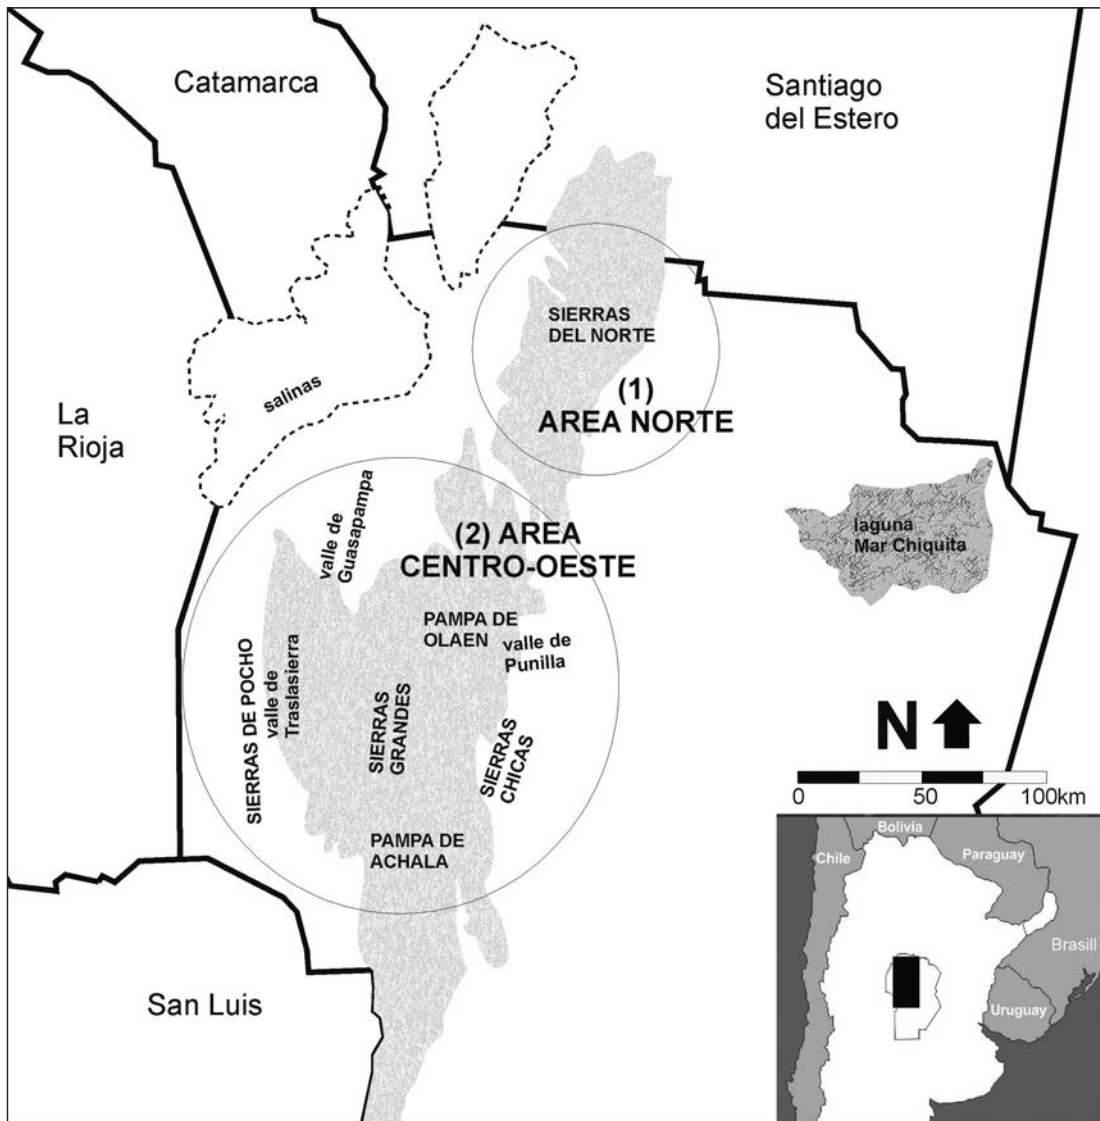 Catamarca
Santiago
del Estero
SIERRAS
DEL NORTE
(1)
AREA NORTE
salinas
La
Rioja
valle de
Guasapampa
(2) AREA
CENTRO-OESTE
laguna
Mar Chiquita
PAMPA DE
OLAEN
valle de
Punilla
SIERRAS DE POCHO
valle de
Traslasierra
SIERRAS
GRANDES
SIERRAS
CHICAS
PAMPA DE
ACHALA
San Luis
N
0 50 100km
Bolivia
Chile
Paraguay
Brasill
Uruguay